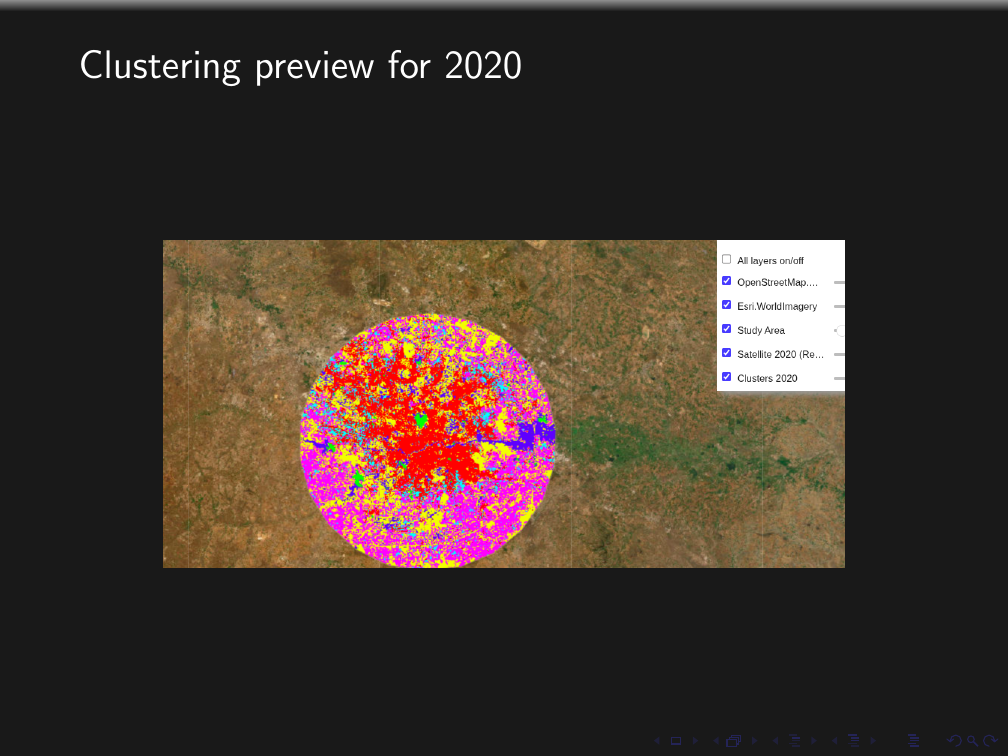 Clustering preview for 2020
All layers on/off
OpenStreetMap....
Esri.WorldImagery
Study Area
Satellite 2020 (Re...
Clusters 2020